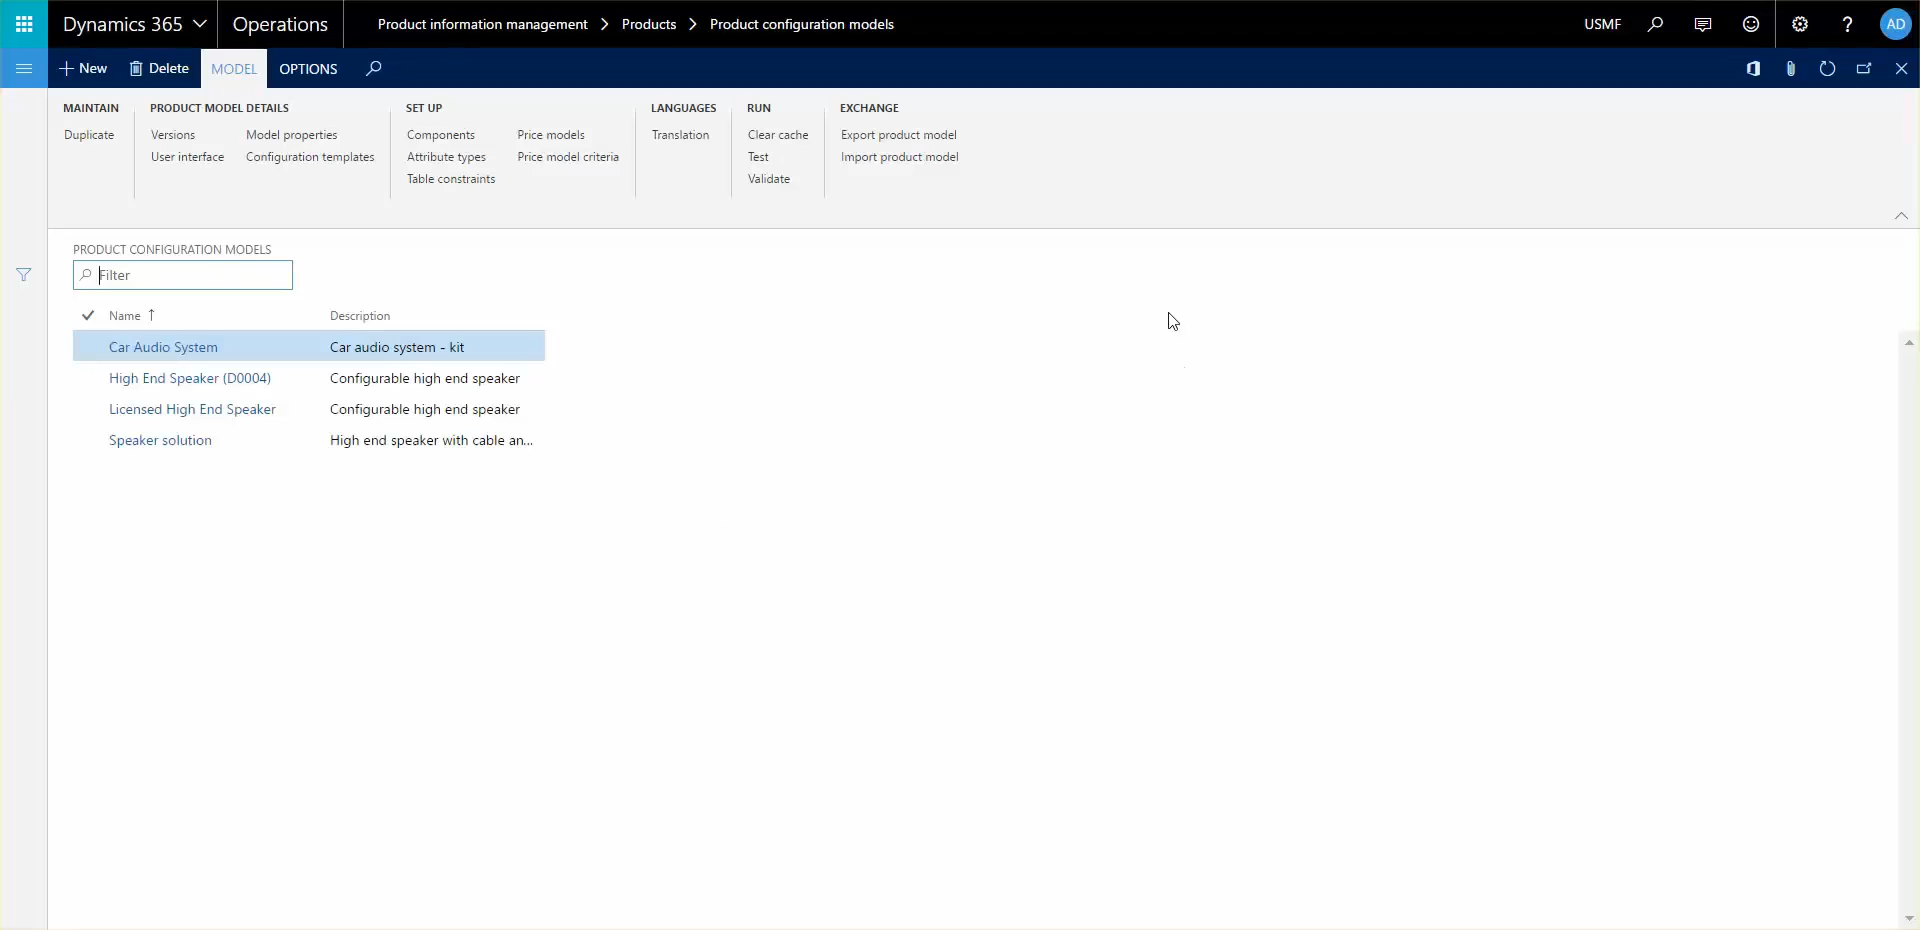 Dynamics 365 Operations Product information management Products Product configuration models USMF ? AD
New Delete MODEL OPTIONS
MAINTAIN PRODUCT MODEL DETAILS SET UP LANGUAGES RUN EXCHANGE
Duplicate Versions Model properties Components Price models Translation Clear cache Export product model
User interface Configuration templates Attribute types Price model criteria Test Import product model
Table constraints Validate
PRODUCT CONFIGURATION MODELS
Filter
Name Description
Car Audio System Car audio system - kit
High End Speaker (D0004) Configurable high end speaker
Licensed High End Speaker Configurable high end speaker
Speaker solution High end speaker with cable an...